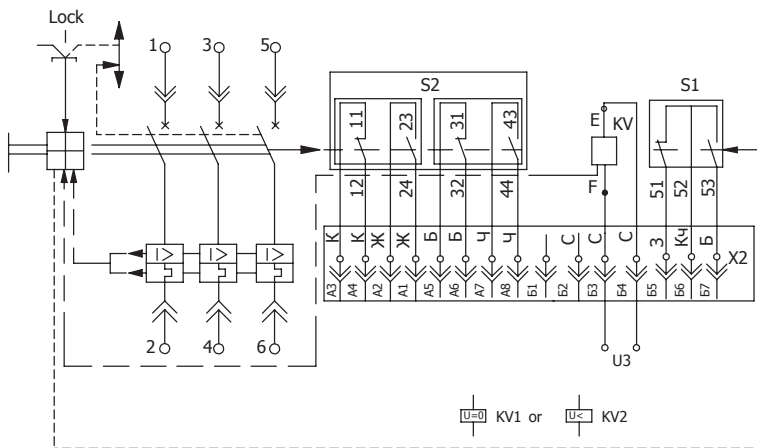 Lock
1 3 5
S2
S1
11 23 31 43
E KV
F
12 24 32 44
51 52 53
К К Ж Ж Б Б Ч Ч С С С З Кч Б
X2
А3 А4 А2 А1 А5 А6 А7 А8 Б1 Б2 Б3 Б4 Б5 Б6 Б7
I> I> I>
2 4 6
U3
U=0 KV1 or U< KV2